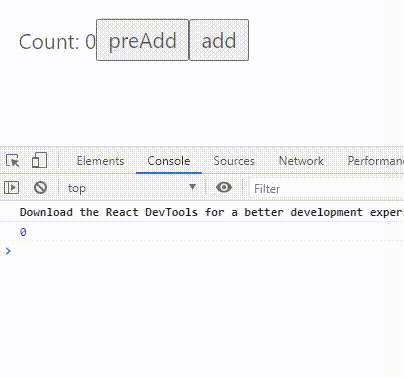 Count: 0 preAdd add
Elements Console Sources Network Performanc
top Filter
Download the React DevTools for a better development exper
0